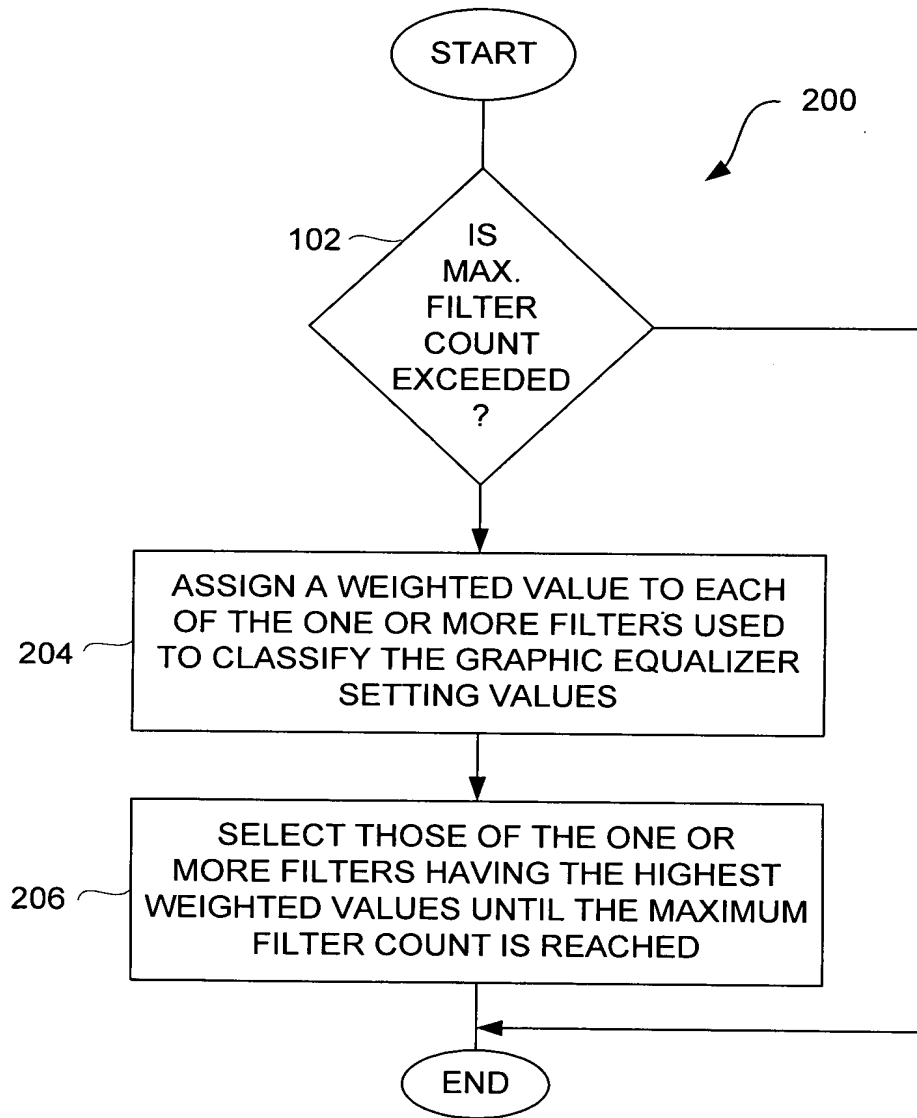 START
200
102
IS
MAX.
FILTER
COUNT
EXCEEDED
?
204
ASSIGN A WEIGHTED VALUE TO EACH
OF THE ONE OR MORE FILTERS USED
TO CLASSIFY THE GRAPHIC EQUALIZER
SETTING VALUES
206
SELECT THOSE OF THE ONE OR
MORE FILTERS HAVING THE HIGHEST
WEIGHTED VALUES UNTIL THE MAXIMUM
FILTER COUNT IS REACHED
END